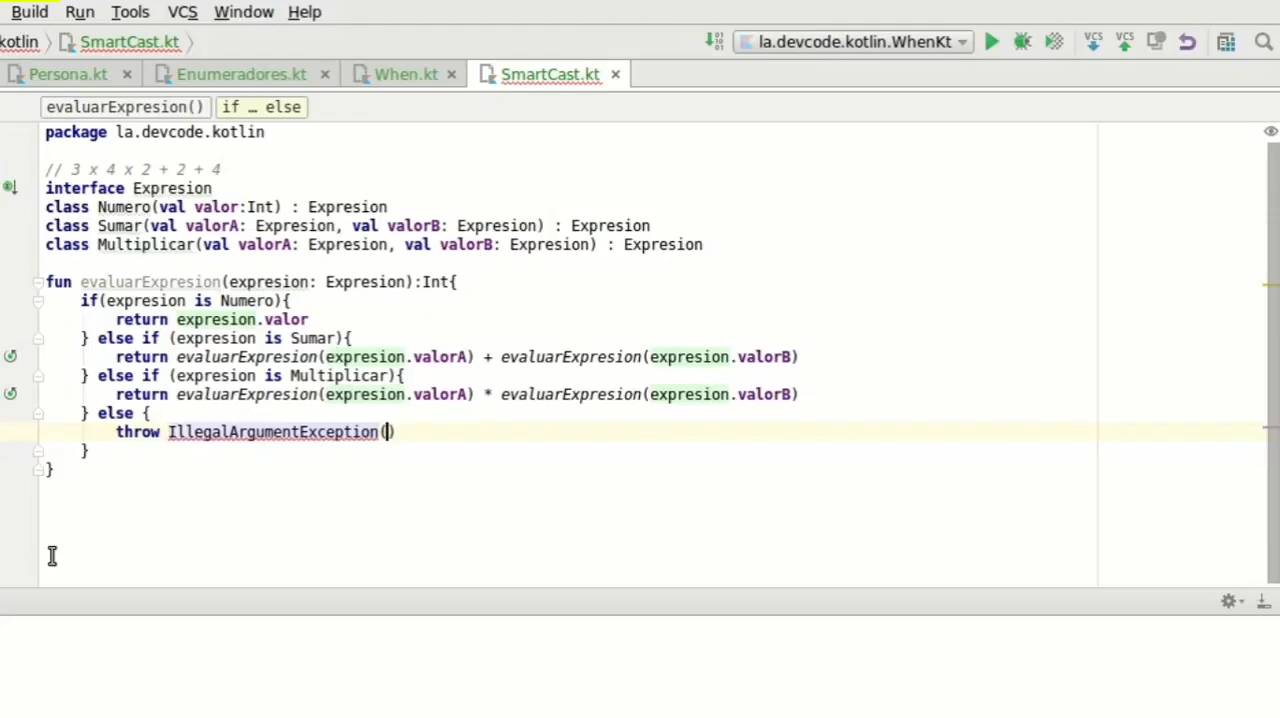 Build Run Tools VCS Window Help
kotlin SmartCast.kt la.devcode.kotlin.WhenKt VCS VCS
Persona.kt Enumeradores.kt When.kt SmartCast.kt
evaluarExpresion() if … else
package la.devcode.kotlin
// 3 x 4 x 2 + 2 + 4
interface Expresion
class Numero(val valor:Int) : Expresion
class Sumar(val valorA: Expresion, val valorB: Expresion) : Expresion
class Multiplicar(val valorA: Expresion, val valorB: Expresion) : Expresion
fun evaluarExpresion(expresion: Expresion):Int{
if(expresion is Numero){
return expresion.valor
} else if (expresion is Sumar){
return evaluarExpresion(expresion.valorA) + evaluarExpresion(expresion.valorB)
} else if (expresion is Multiplicar){
return evaluarExpresion(expresion.valorA) * evaluarExpresion(expresion.valorB)
} else {
throw IllegalArgumentException()
}
}